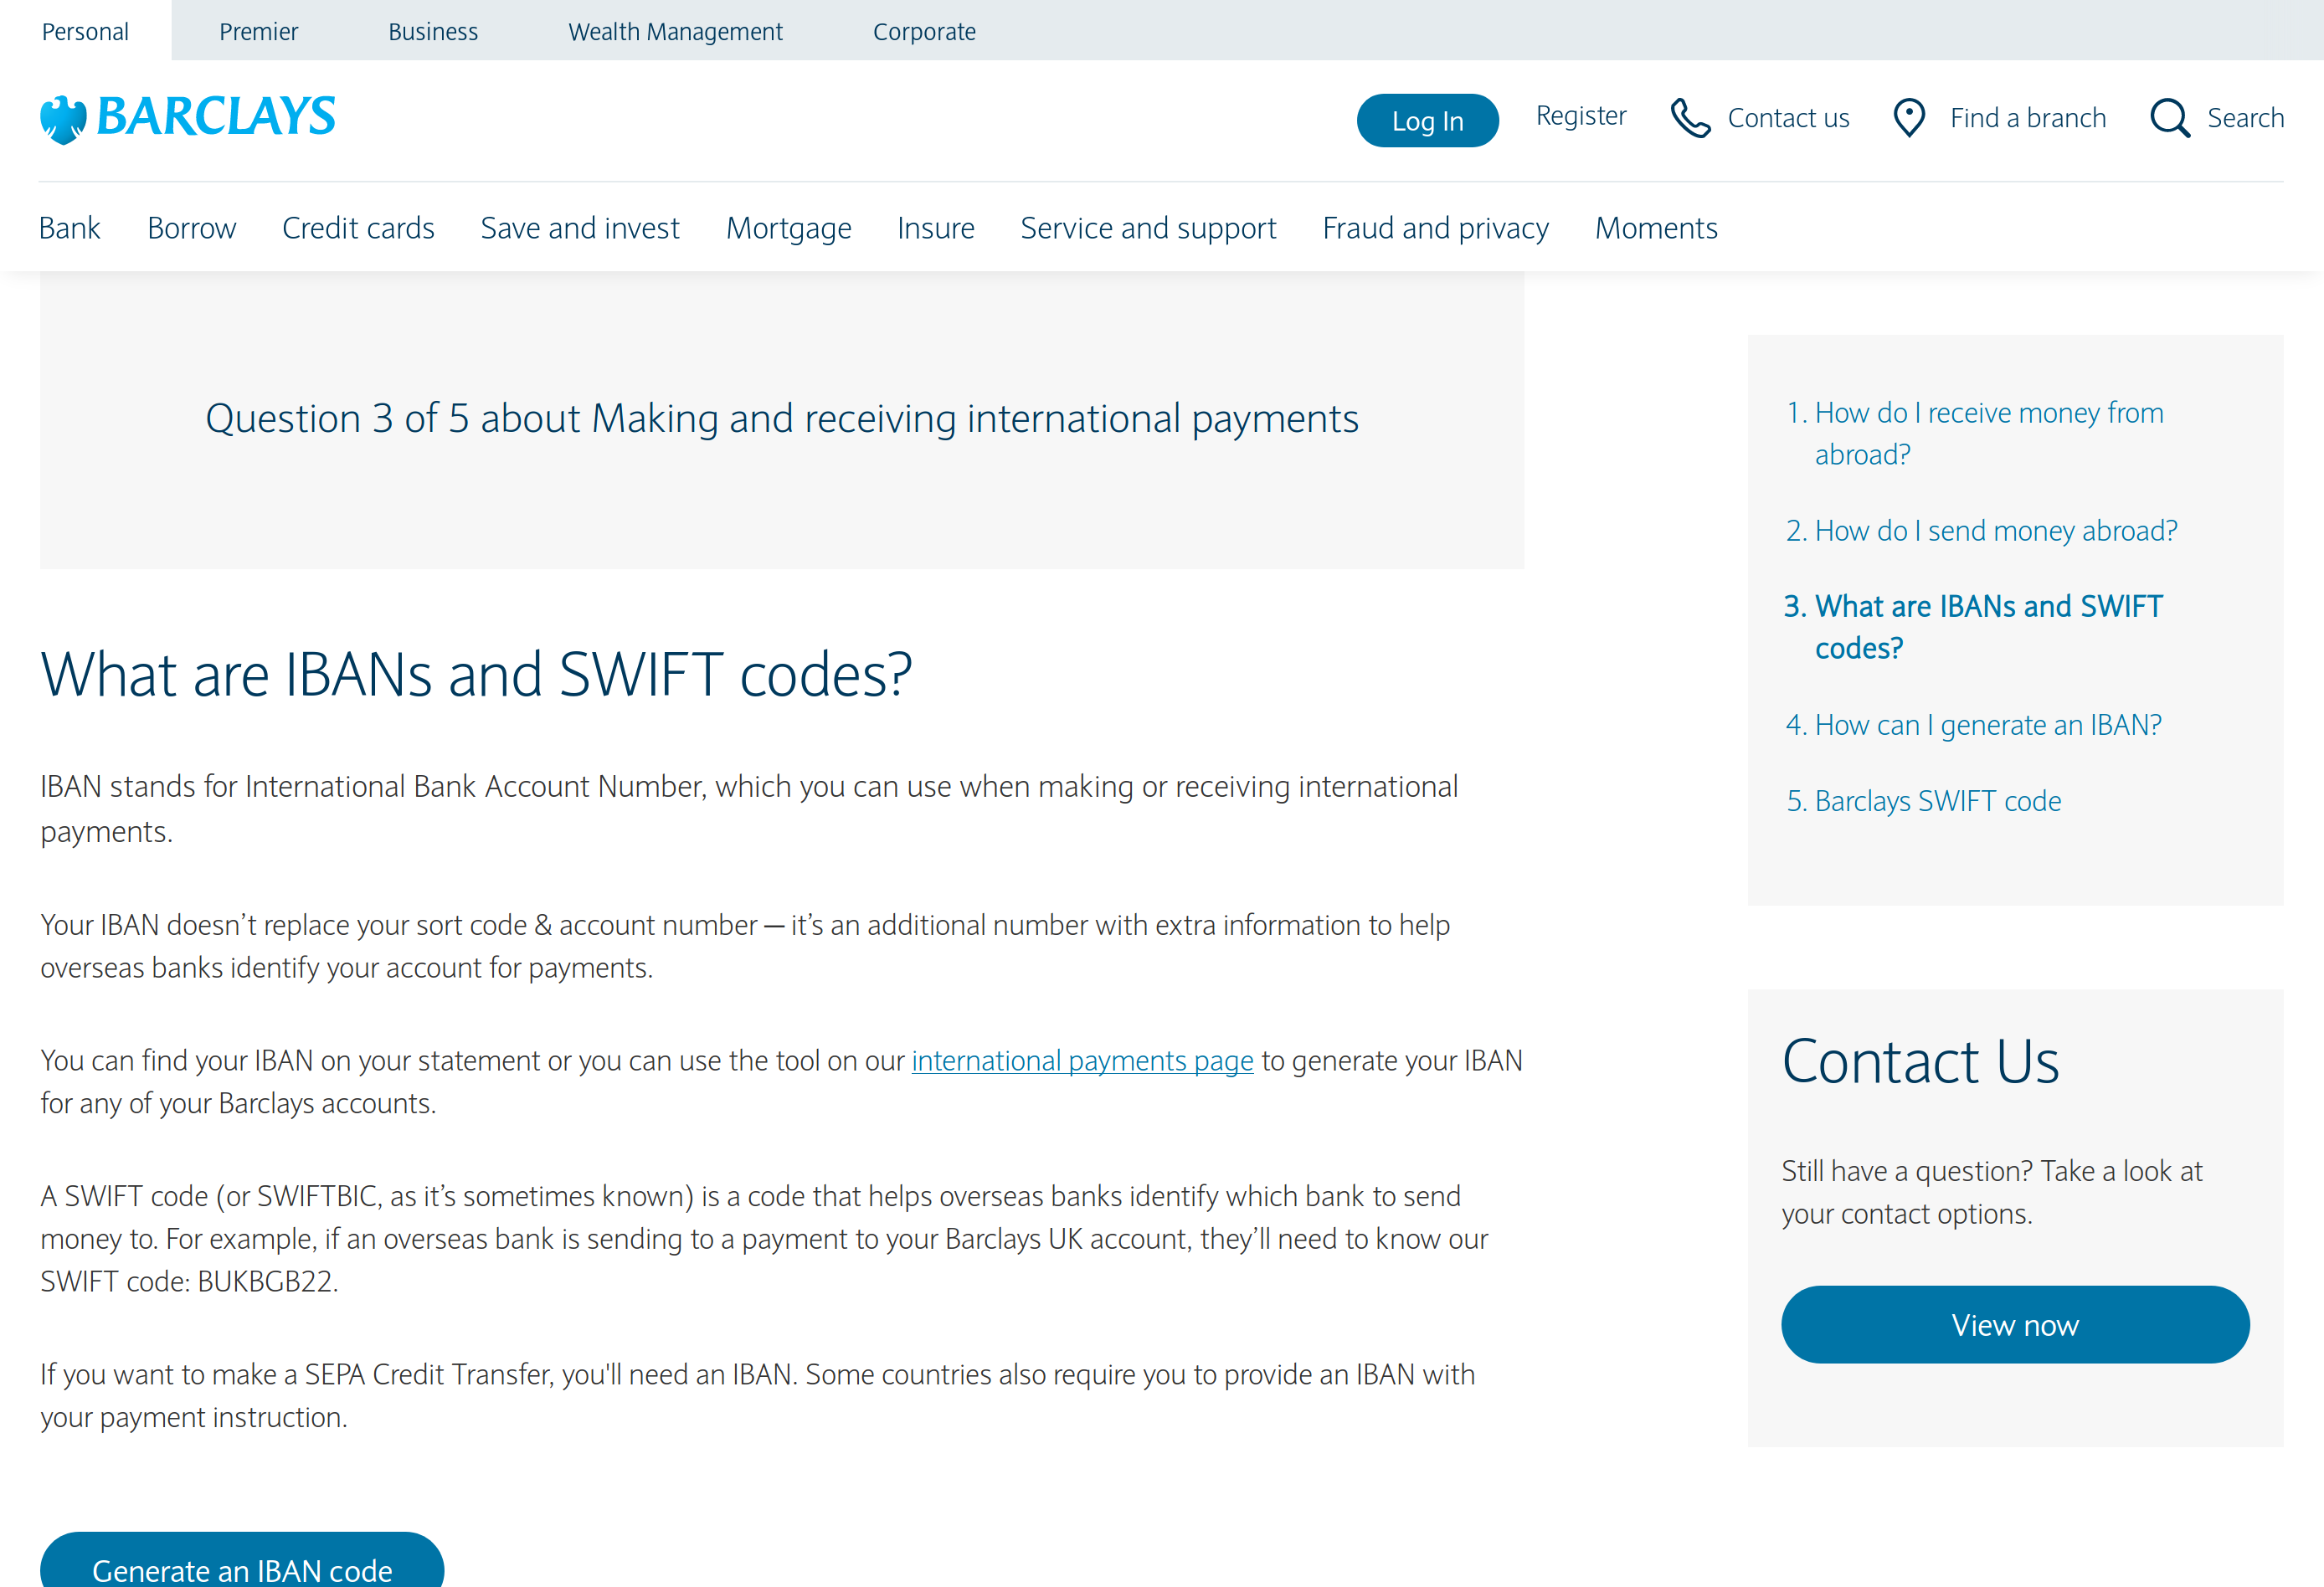 Personal Premier Business Wealth Management Corporate
BARCLAYS
Log In Register Contact us Find a branch Search
Bank Borrow Credit cards Save and invest Mortgage Insure Service and support Fraud and privacy Moments
Question 3 of 5 about Making and receiving international payments
What are IBANs and SWIFT codes?
IBAN stands for International Bank Account Number, which you can use when making or receiving international
payments.
Your IBAN doesn’t replace your sort code & account number — it’s an additional number with extra information to help
overseas banks identify your account for payments.
You can find your IBAN on your statement or you can use the tool on our international payments page to generate your IBAN
for any of your Barclays accounts.
A SWIFT code (or SWIFTBIC, as it’s sometimes known) is a code that helps overseas banks identify which bank to send
money to. For example, if an overseas bank is sending to a payment to your Barclays UK account, they’ll need to know our
SWIFT code: BUKBGB22.
If you want to make a SEPA Credit Transfer, you'll need an IBAN. Some countries also require you to provide an IBAN with
your payment instruction.
Generate an IBAN code
1. How do I receive money from
abroad?
2. How do I send money abroad?
3. What are IBANs and SWIFT
codes?
4. How can I generate an IBAN?
5. Barclays SWIFT code
Contact Us
Still have a question? Take a look at
your contact options.
View now